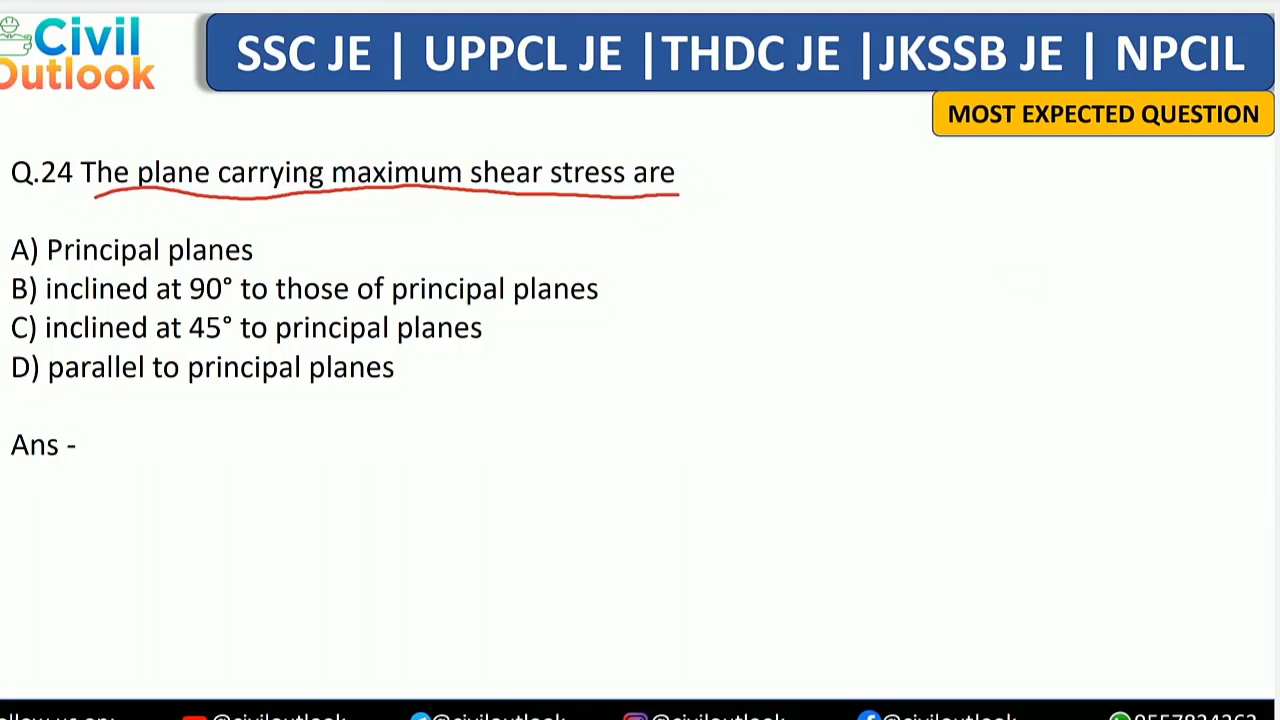 Civil
Outlook
SSC JE | UPPCL JE |THDC JE |JKSSB JE | NPCIL
MOST EXPECTED QUESTION
Q.24 The plane carrying maximum shear stress are
A) Principal planes
B) inclined at 90° to those of principal planes
C) inclined at 45° to principal planes
D) parallel to principal planes
Ans -